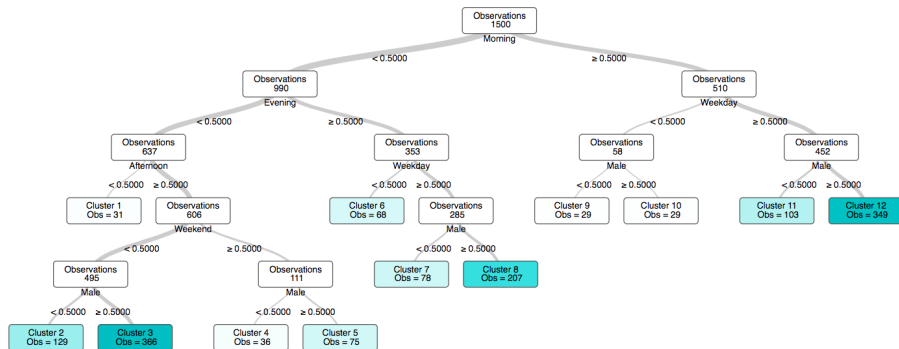 Observations
1500
Morning
< 0.5000
≥ 0.5000
Observations
990
Evening
Observations
510
Weekday
< 0.5000
≥ 0.5000
< 0.5000
≥ 0.5000
Observations
637
Afternoon
Observations
353
Weekday
Observations
58
Male
Observations
452
Male
< 0.5000
≥ 0.5000
< 0.5000
≥ 0.5000
< 0.5000
≥ 0.5000
< 0.5000
≥ 0.5000
Cluster 1
Obs = 31
Observations
606
Weekend
Cluster 6
Obs = 68
Observations
285
Male
Cluster 9
Obs = 29
Cluster 10
Obs = 29
Cluster 11
Obs = 103
Cluster 12
Obs = 349
< 0.5000
≥ 0.5000
< 0.5000
≥ 0.5000
Observations
495
Male
Observations
111
Male
Cluster 7
Obs = 78
Cluster 8
Obs = 207
< 0.5000
≥ 0.5000
< 0.5000
≥ 0.5000
Cluster 2
Obs = 129
Cluster 3
Obs = 366
Cluster 4
Obs = 36
Cluster 5
Obs = 75